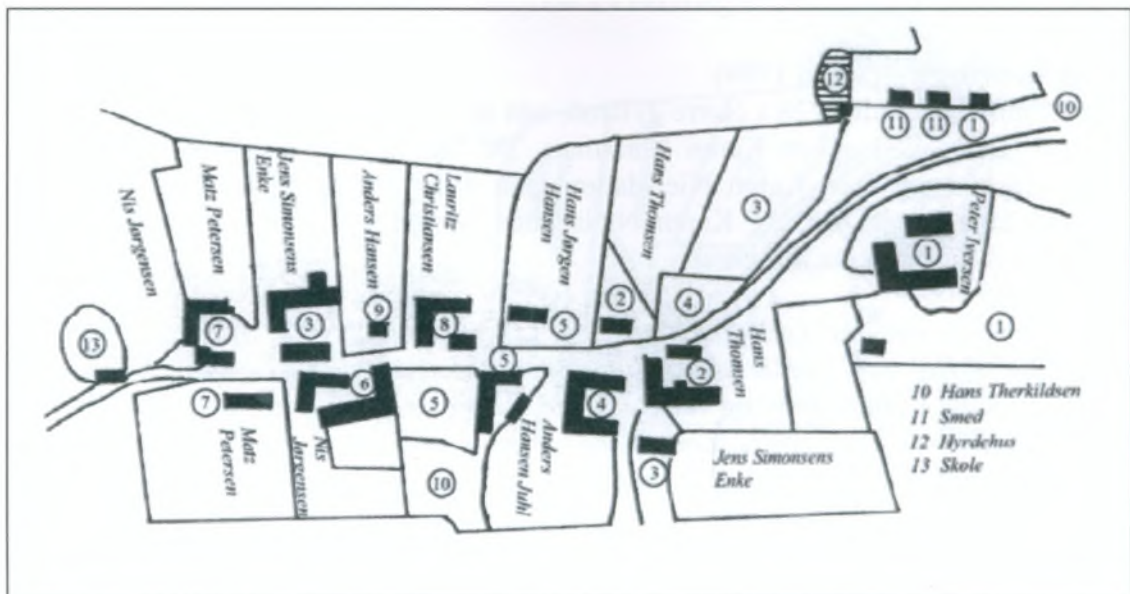 12
11
11
1
10
Nis Jørgensen
Matz Petersen
Jens Simonsens
Enke
Anders Hansen
Lauritz
Christiansen
Hans Jørgen
Hansen
Hans Thomsen
3
Peter Iversen
1
13
7
3
9
8
5
2
4
1
7
Matz
Petersen
6
Nis
Jørgensen
5
5
10
Anders
Hansen Juhl
4
2
Hans
Thomsen
3
Jens Simonsens
Enke
10 Hans Therkildsen
11 Smed
12 Hyrdehus
13 Skole